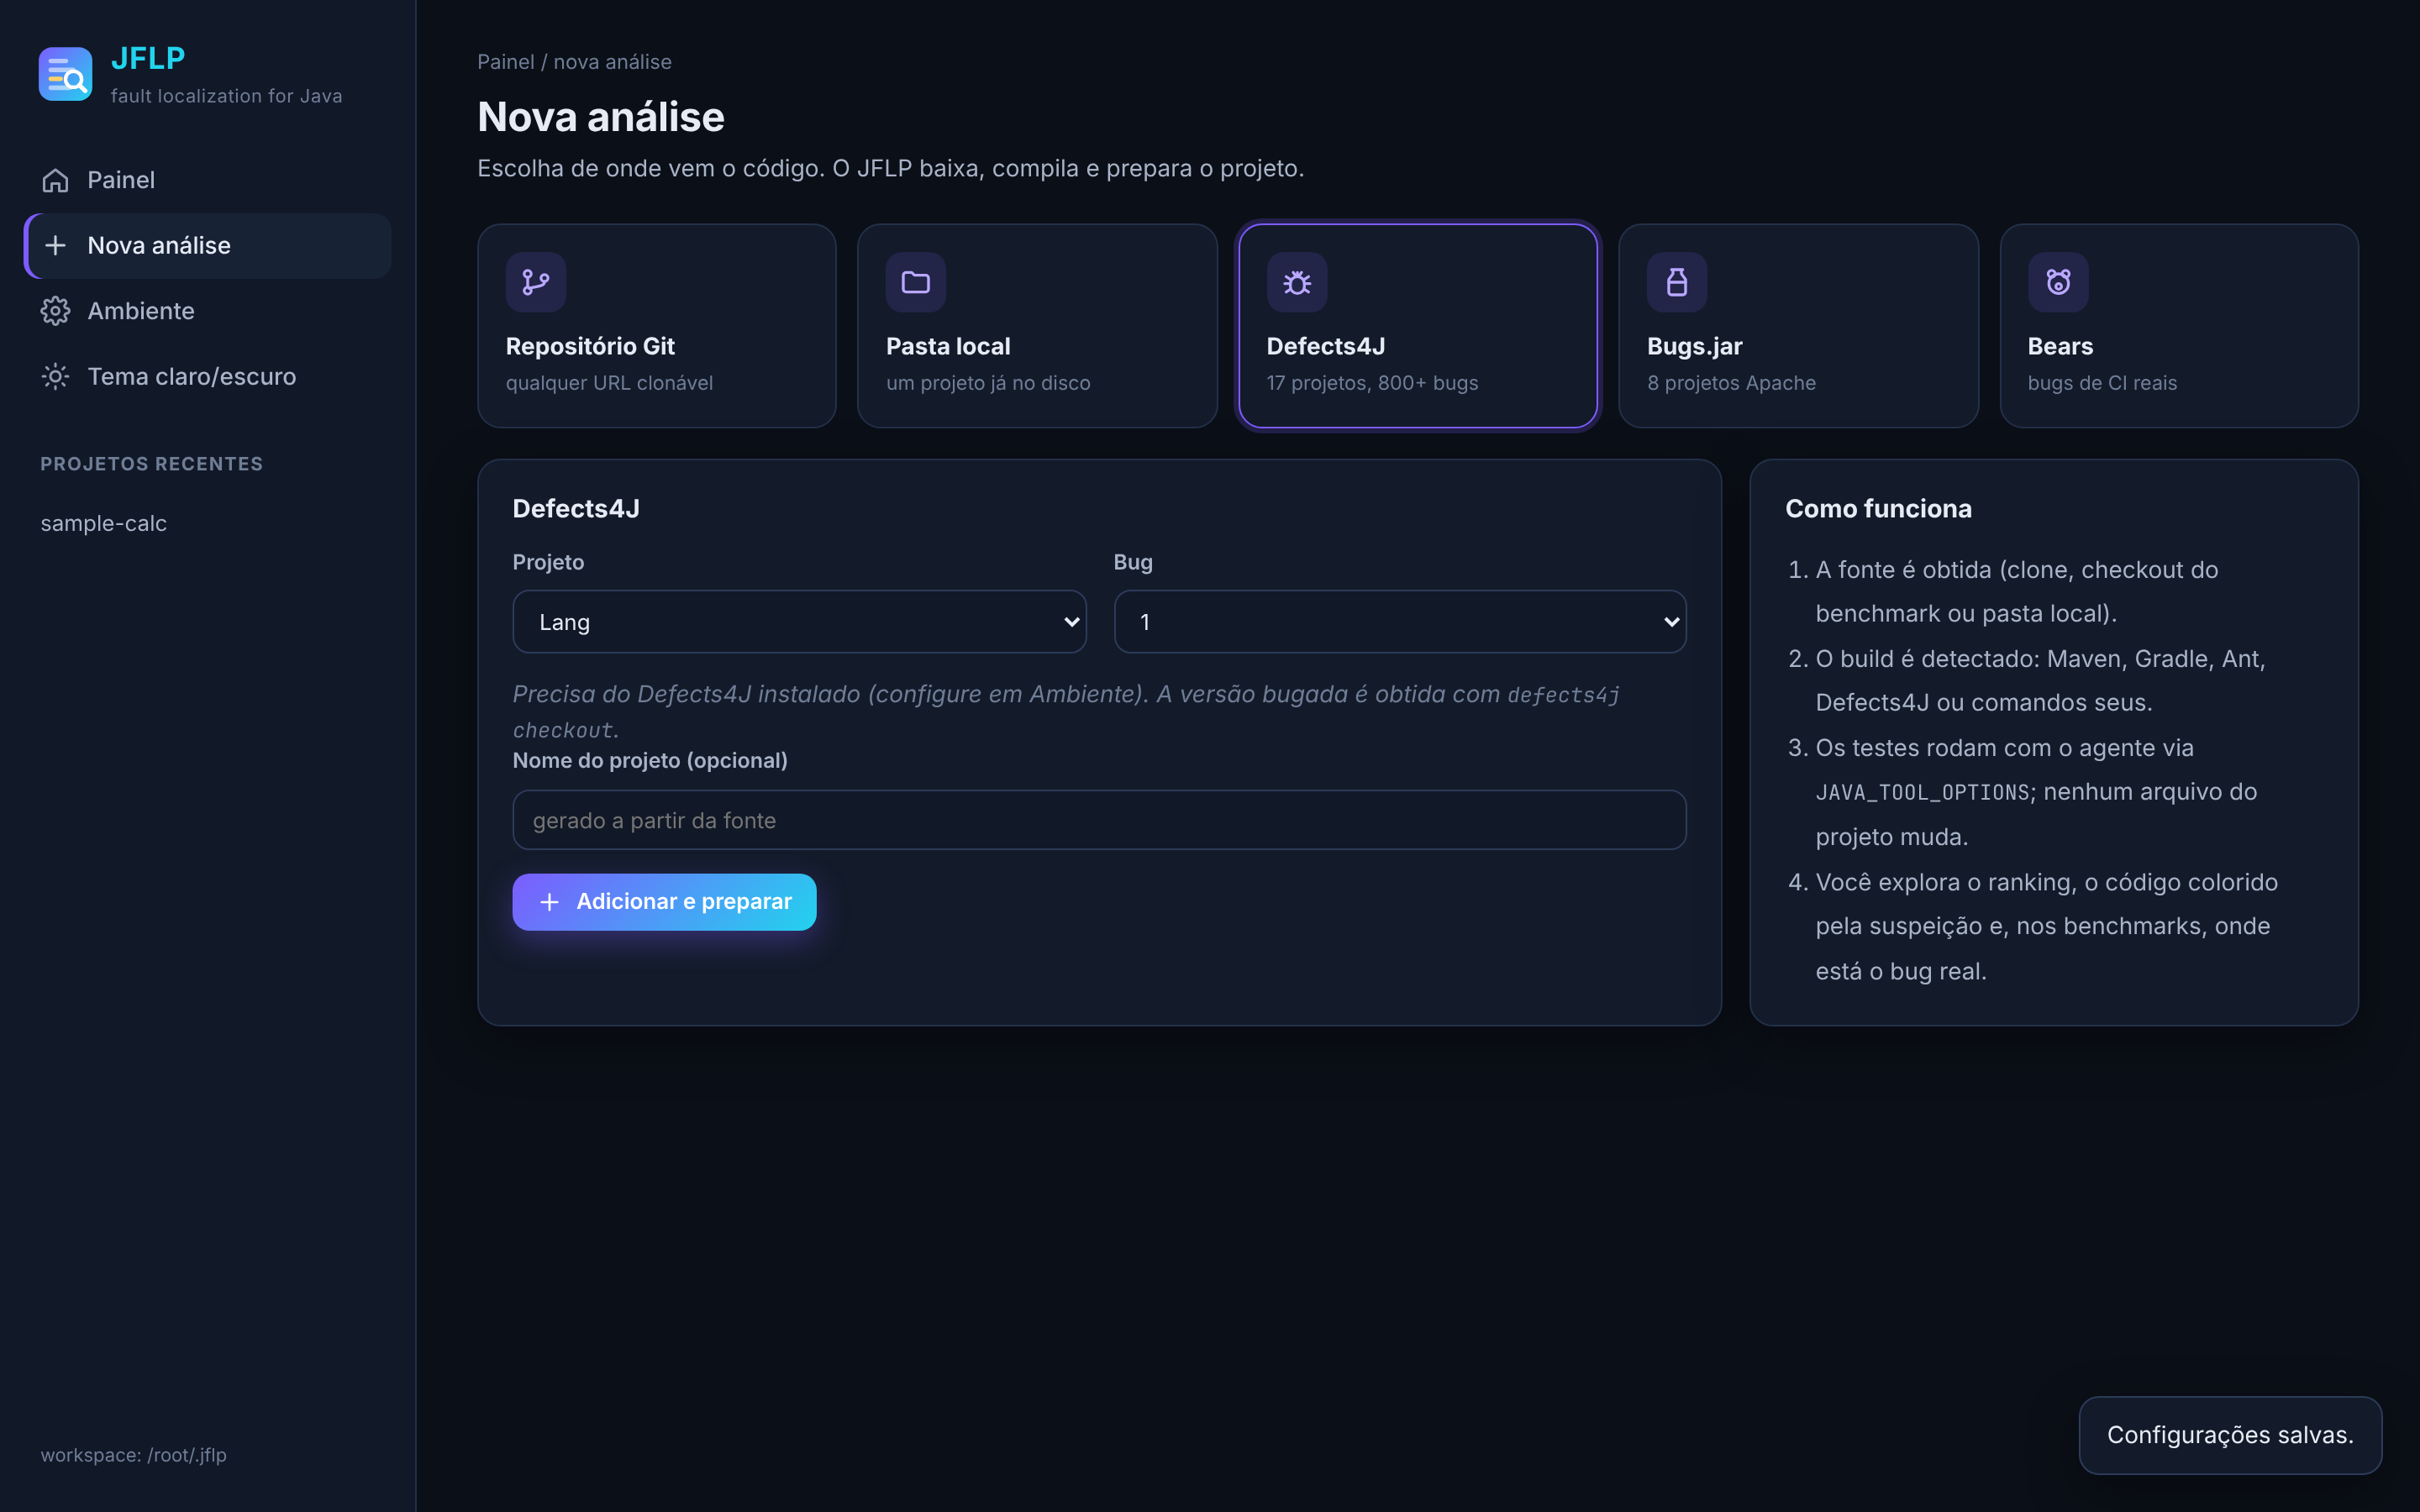 JFLP
fault localization for Java
Painel
Nova análise
Ambiente
Tema claro/escuro
PROJETOS RECENTES
sample-calc
workspace: /root/.jflp
Painel / nova análise
Nova análise
Escolha de onde vem o código. O JFLP baixa, compila e prepara o projeto.
Repositório Git
qualquer URL clonável
Pasta local
um projeto já no disco
Defects4J
17 projetos, 800+ bugs
Bugs.jar
8 projetos Apache
Bears
bugs de CI reais
Defects4J
Projeto
Lang
Bug
1
Precisa do Defects4J instalado (configure em Ambiente). A versão bugada é obtida com defects4j
checkout.
Nome do projeto (opcional)
gerado a partir da fonte
Adicionar e preparar
Como funciona
1. A fonte é obtida (clone, checkout do
benchmark ou pasta local).
2. O build é detectado: Maven, Gradle, Ant,
Defects4J ou comandos seus.
3. Os testes rodam com o agente via
JAVA_TOOL_OPTIONS; nenhum arquivo do
projeto muda.
4. Você explora o ranking, o código colorido
pela suspeição e, nos benchmarks, onde
está o bug real.
Configurações salvas.